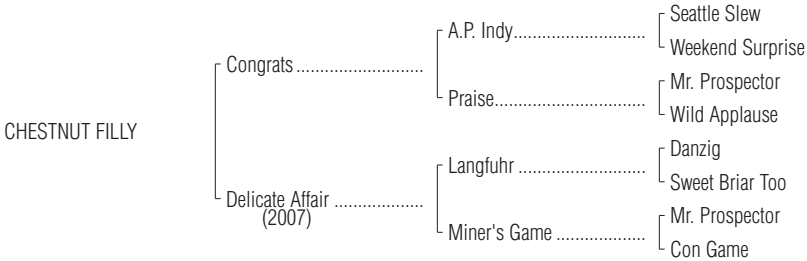 Seattle Slew
A.P. Indy..............................
Weekend Surprise
Congrats ...........................
Mr. Prospector
Praise..................................
Wild Applause
CHESTNUT FILLY
Danzig
Langfuhr ............................
Sweet Briar Too
Delicate Affair ...................
(2007)
Mr. Prospector
Miner's Game ....................
Con Game